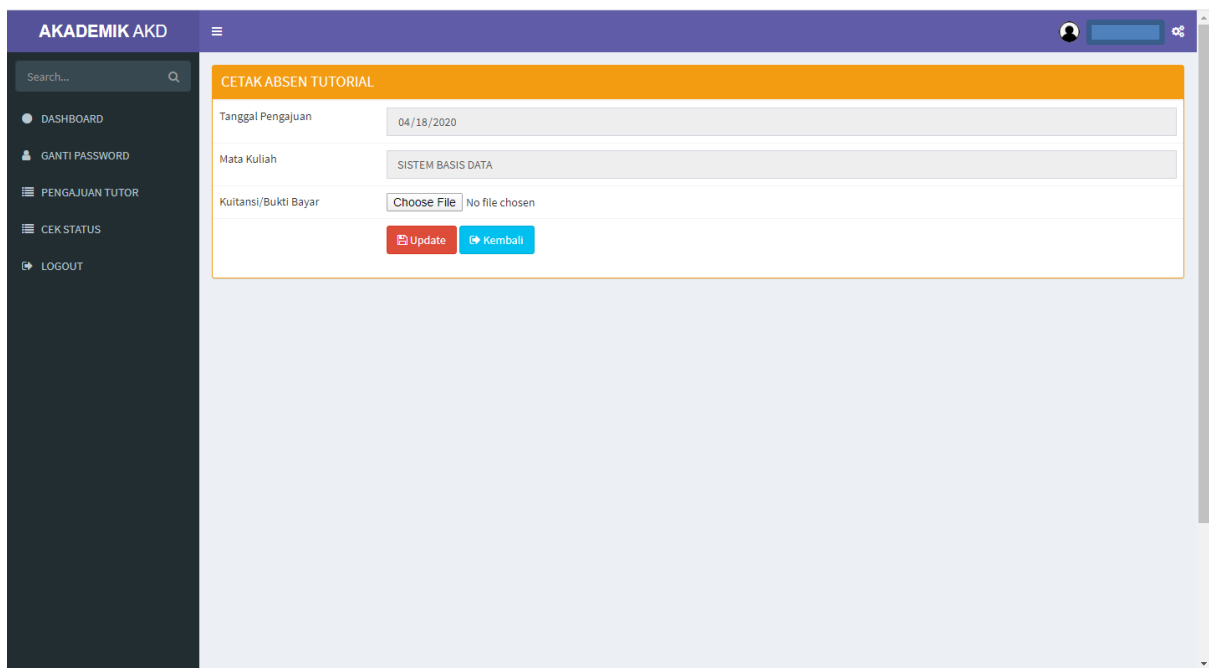 AKADEMIK AKD
Search...
DASHBOARD
GANTI PASSWORD
PENGAJUAN TUTOR
CEK STATUS
LOGOUT
CETAK ABSEN TUTORIAL
Tanggal Pengajuan 04/18/2020
Mata Kuliah SISTEM BASIS DATA
Kuitansi/Bukti Bayar Choose File No file chosen
Update Kembali